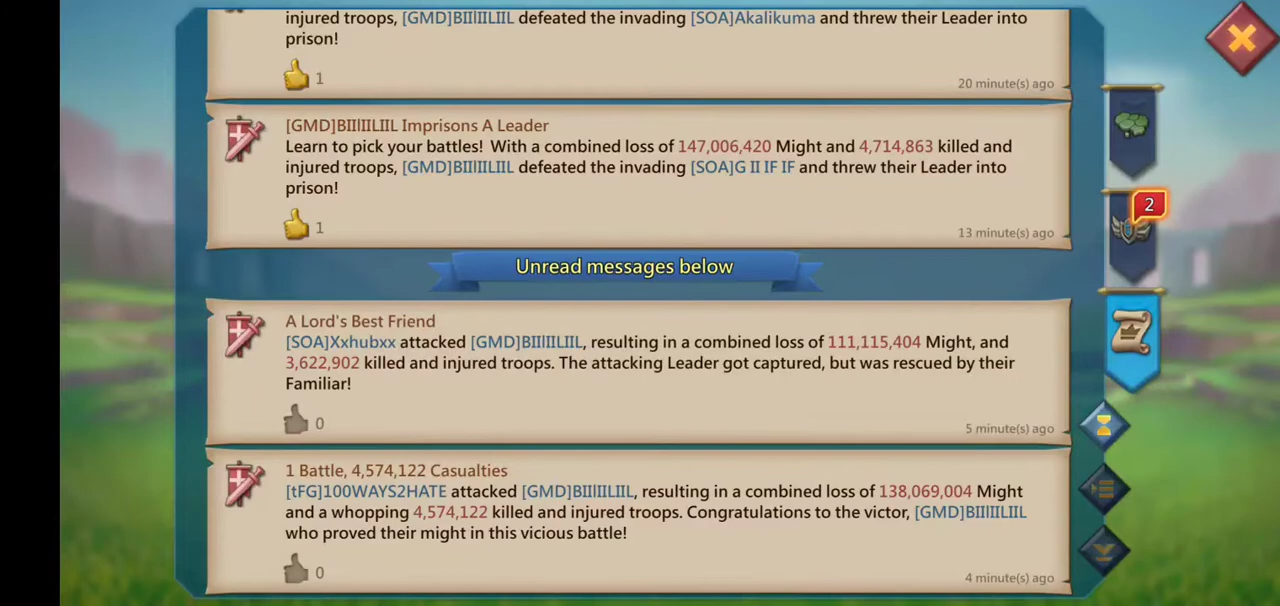 injured troops, [GMD]BIIlIILIIL defeated the invading [SOA]Akalikuma and threw their Leader into
prison!
1
20 minute(s) ago
[GMD]BIIlIILIIL Imprisons A Leader
Learn to pick your battles! With a combined loss of 147,006,420 Might and 4,714,863 killed and
injured troops, [GMD]BIIlIILIIL defeated the invading [SOA]G II IF IF and threw their Leader into
prison!
1
13 minute(s) ago
2
Unread messages below
A Lord's Best Friend
[SOA]Xxhubxx attacked [GMD]BIIlIILIIL, resulting in a combined loss of 111,115,404 Might, and
3,622,902 killed and injured troops. The attacking Leader got captured, but was rescued by their
Familiar!
0
5 minute(s) ago
1 Battle, 4,574,122 Casualties
[tFG]100WAYS2HATE attacked [GMD]BIIlIILIIL, resulting in a combined loss of 138,069,004 Might
and a whopping 4,574,122 killed and injured troops. Congratulations to the victor, [GMD]BIIlIILIIL
who proved their might in this vicious battle!
0
4 minute(s) ago